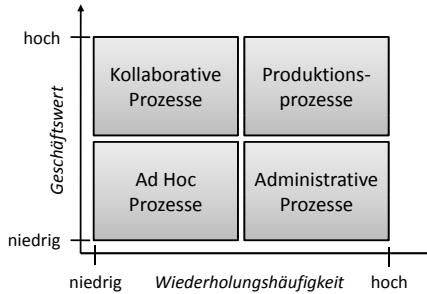 hoch
Kollaborative
Prozesse
Produktions-
prozesse
Geschäftswert
Ad Hoc
Prozesse
Administrative
Prozesse
niedrig
niedrig
Wiederholungshäufigkeit
hoch